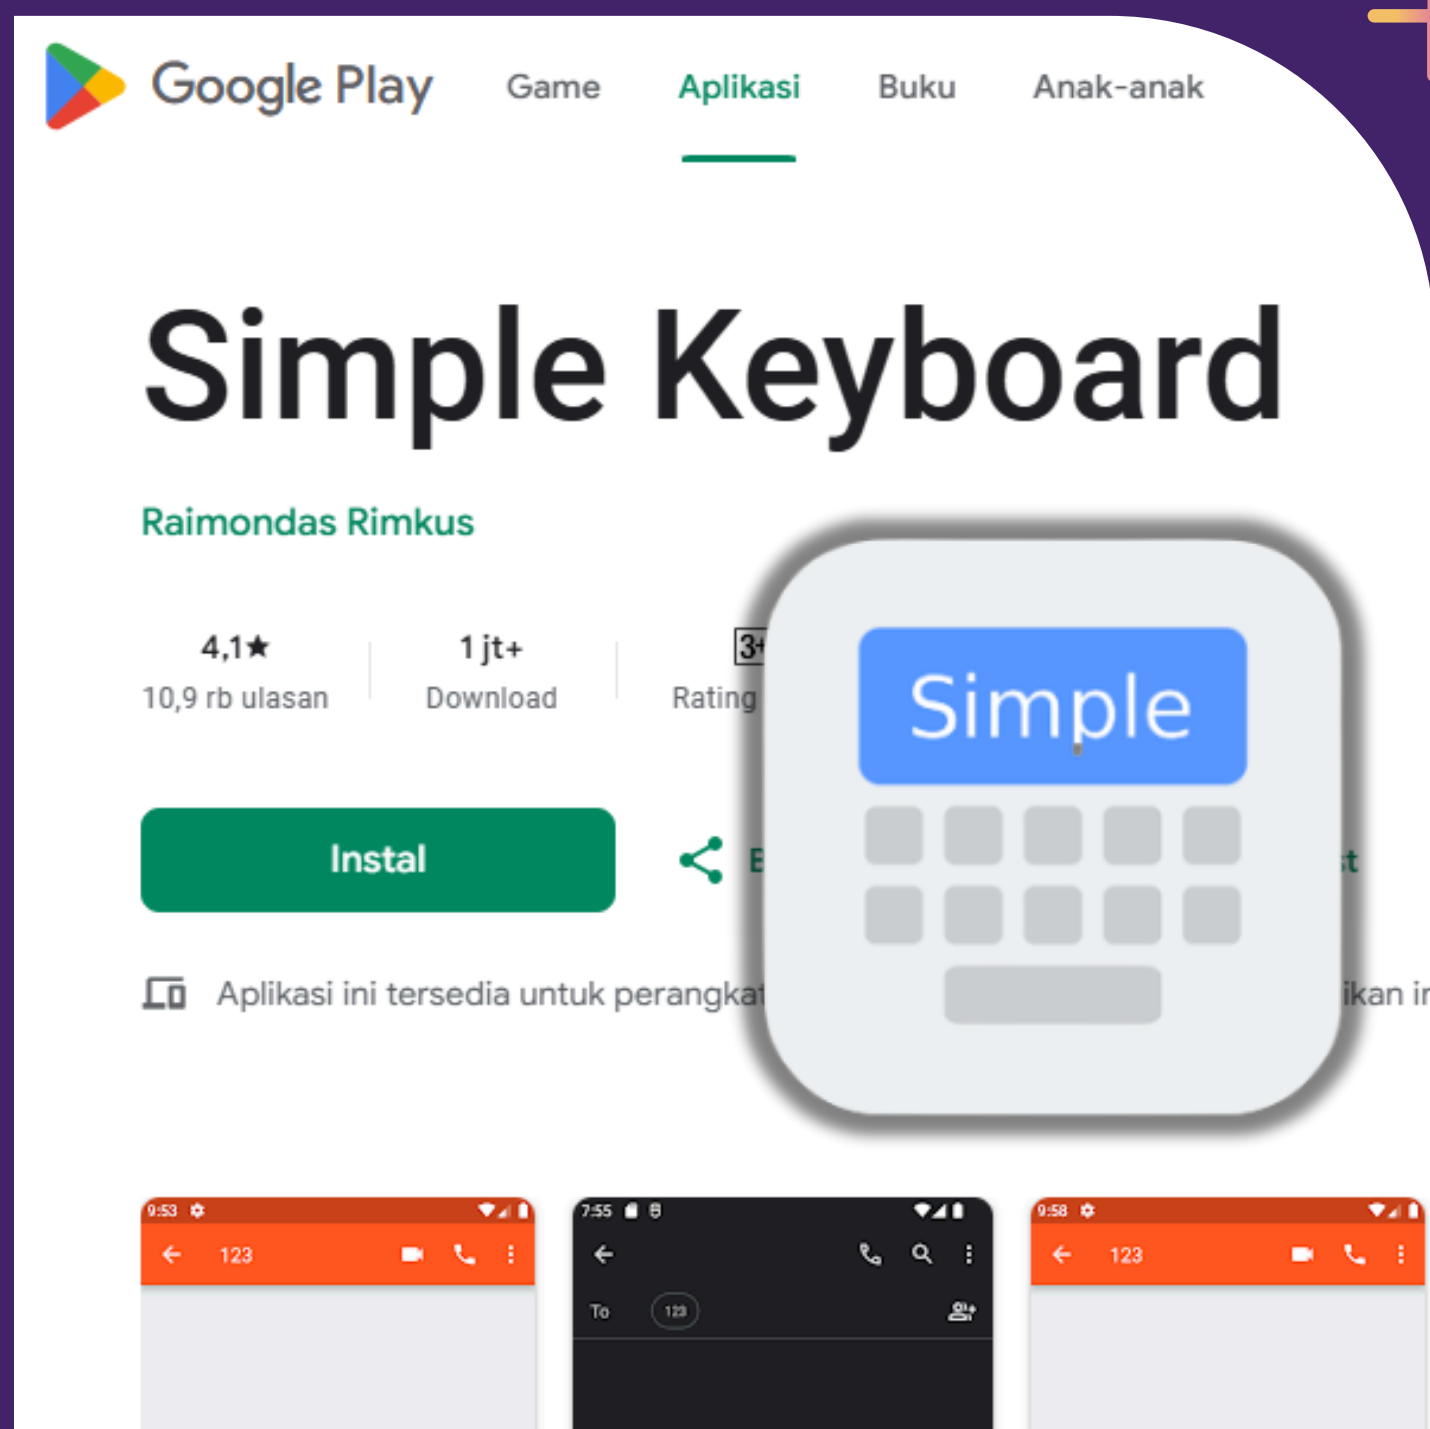 Google Play Game Aplikasi Buku Anak-anak
Simple Keyboard
Raimondas Rimkus
4,1★ 1 jt+ 3+
10,9 rb ulasan Download Rating
Simple
Instal
Aplikasi ini tersedia untuk perangkat
9:53 7:55 9:58
123 123
To 123